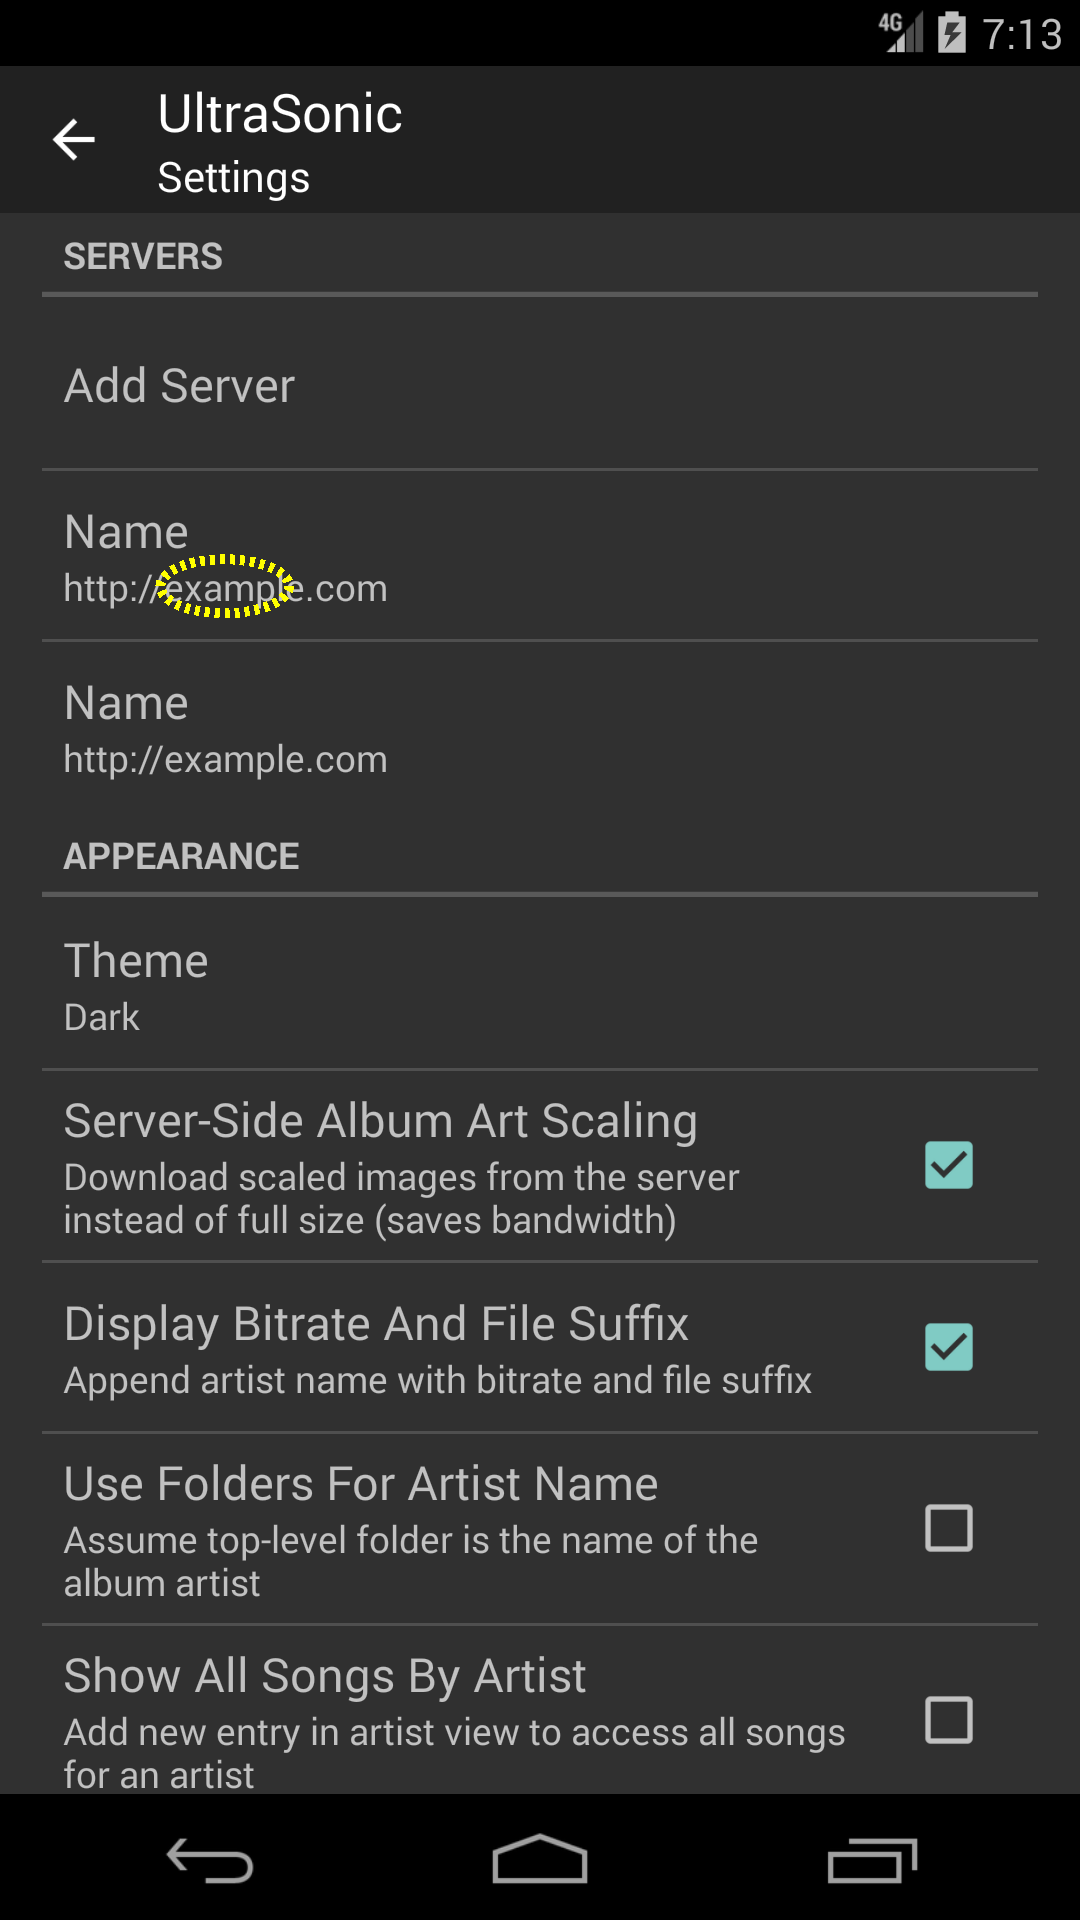 4G 7:13
UltraSonic
Settings
SERVERS
Add Server
Name
http://example.com
Name
http://example.com
APPEARANCE
Theme
Dark
Server-Side Album Art Scaling
Download scaled images from the server
instead of full size (saves bandwidth)
Display Bitrate And File Suffix
Append artist name with bitrate and file suffix
Use Folders For Artist Name
Assume top-level folder is the name of the
album artist
Show All Songs By Artist
Add new entry in artist view to access all songs
for an artist